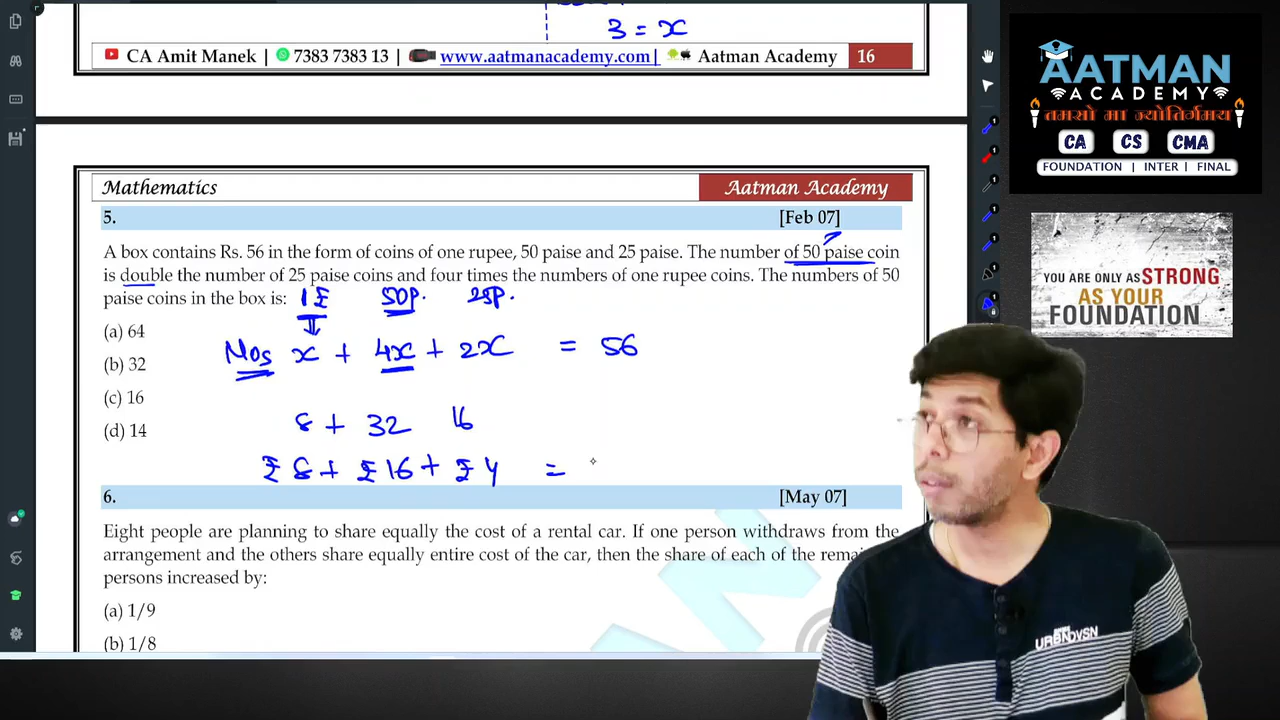 3 = x
CA Amit Manek 7383 7383 13 | www.aatmanacademy.com| Aatman Academy 16
Mathematics Aatman Academy
5. [Feb 07]
A box contains Rs. 56 in the form of coins of one rupee, 50 paise and 25 paise. The number of 50 paise coin
is double the number of 25 paise coins and four times the numbers of one rupee coins. The numbers of 50
paise coins in the box is:
1₹ 50p. 25p.
(a) 64
Nos x + 4x + 2x = 56
(b) 32
(c) 16
8 + 32 16
(d) 14
₹ 8 + ₹ 16 + ₹ 4 =
6. [May 07]
Eight people are planning to share equally the cost of a rental car. If one person withdraws from the
arrangement and the others share equally entire cost of the car, then the share of each of the
persons increased by:
(a) 1/9
(b) 1/8
AATMAN
ACADEMY
तमसो मा ज्योतिर्गमय
CA CS CMA
FOUNDATION | INTER | FINAL
YOU ARE ONLY AS STRONG
AS YOUR
FOUNDATION